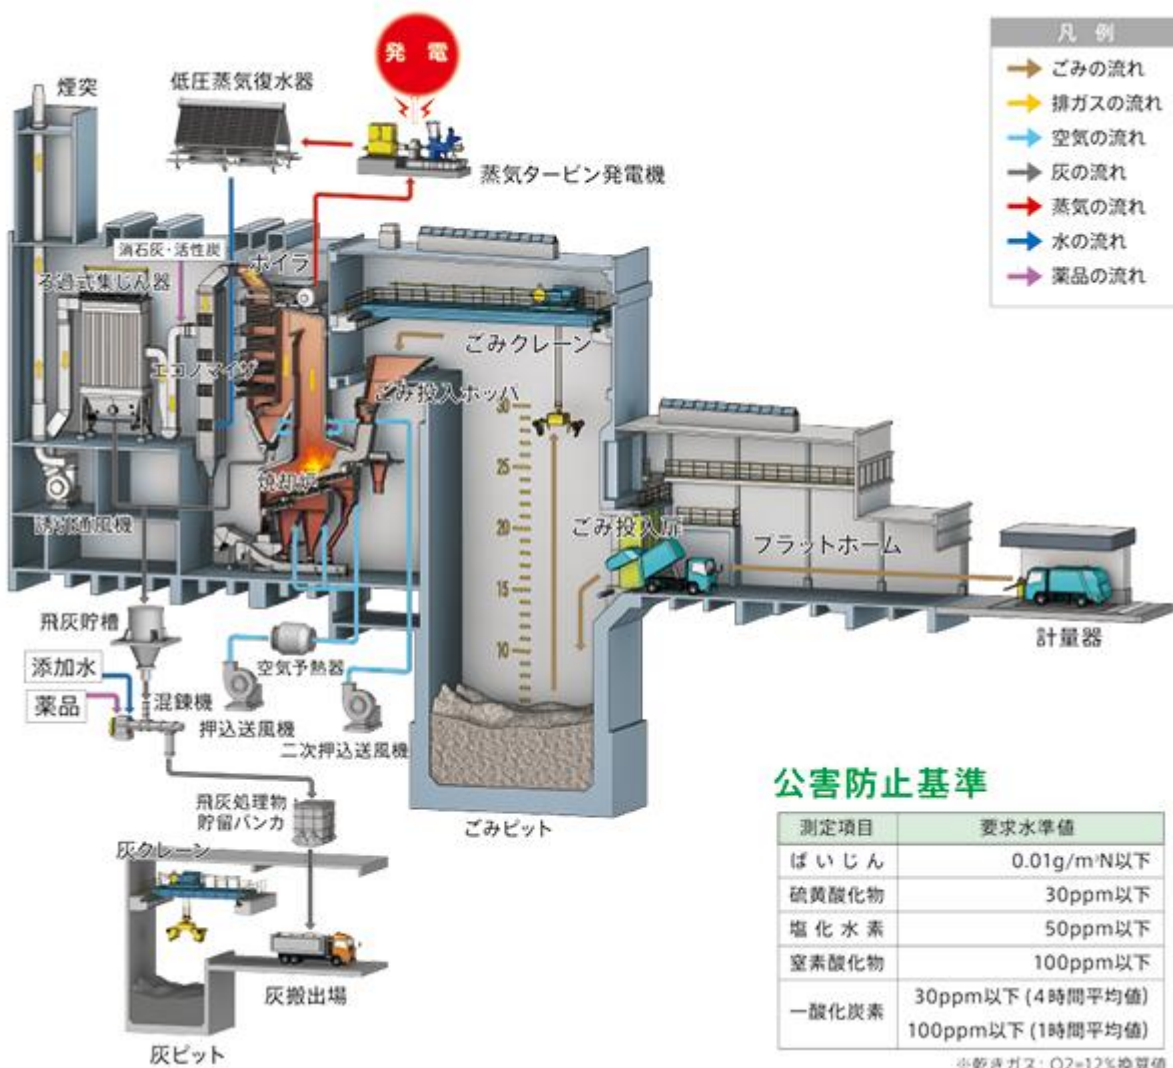 発 電
煙突
低圧蒸気復水器
蒸気タービン発電機
凡 例
ごみの流れ
排ガスの流れ
空気の流れ
灰の流れ
蒸気の流れ
水の流れ
薬品の流れ
消石灰・活性炭
ボイラ
ろ過式集じん器
エコノマイザ
ごみクレーン
ごみ投入ホッパ
30
25
20
15
10
焼却炉
誘引通風機
ごみ投入扉
プラットホーム
計量器
飛灰貯槽
添加水
薬品
混錬機
空気予熱器
押込送風機
二次押込送風機
飛灰処理物
貯留バンカ
ごみピット
灰クレーン
灰搬出場
灰ピット
公害防止基準
測定項目 要求水準値
ばいじん 0.01g/m³N以下
硫黄酸化物 30ppm以下
塩化水素 50ppm以下
窒素酸化物 100ppm以下
一酸化炭素 30ppm以下 (4時間平均値)
100ppm以下 (1時間平均値)
※乾きガス：O2=12%換算値